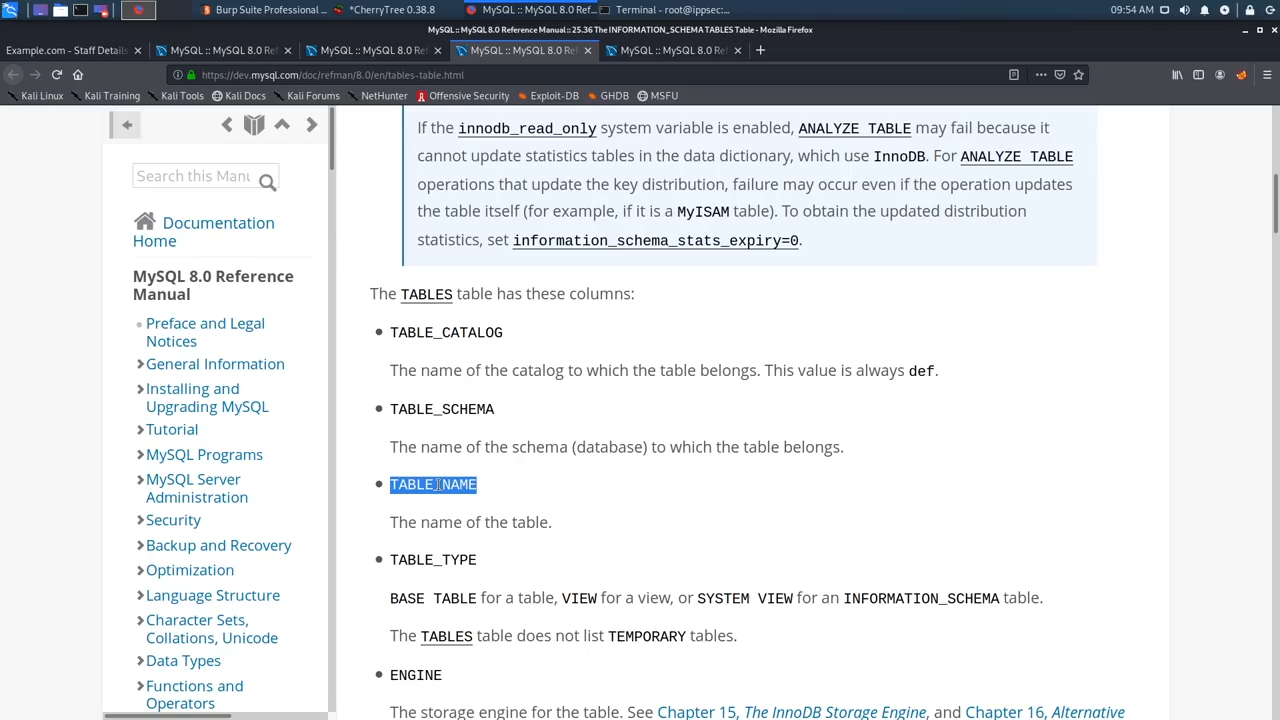 Burp Suite Professional ...
*CherryTree 0.38.8
MySQL :: MySQL 8.0 Ref...
Terminal - root@ippsec:...
09:54 AM
MySQL :: MySQL 8.0 Reference Manual :: 25.36 The INFORMATION_SCHEMA TABLES Table - Mozilla Firefox
Example.com - Staff Details
MySQL :: MySQL 8.0 Ref
MySQL :: MySQL 8.0 Ref
MySQL :: MySQL 8.0 Ref
MySQL :: MySQL 8.0 Ref
https://dev.mysql.com/doc/refman/8.0/en/tables-table.html
Kali Linux
Kali Training
Kali Tools
Kali Docs
Kali Forums
NetHunter
Offensive Security
Exploit-DB
GHDB
MSFU
Search this Manu
Documentation
Home
MySQL 8.0 Reference
Manual
Preface and Legal
Notices
General Information
Installing and
Upgrading MySQL
Tutorial
MySQL Programs
MySQL Server
Administration
Security
Backup and Recovery
Optimization
Language Structure
Character Sets,
Collations, Unicode
Data Types
Functions and
Operators
If the innodb_read_only system variable is enabled, ANALYZE TABLE may fail because it
cannot update statistics tables in the data dictionary, which use InnoDB. For ANALYZE TABLE
operations that update the key distribution, failure may occur even if the operation updates
the table itself (for example, if it is a MyISAM table). To obtain the updated distribution
statistics, set information_schema_stats_expiry=0.
The TABLES table has these columns:
TABLE_CATALOG
The name of the catalog to which the table belongs. This value is always def.
TABLE_SCHEMA
The name of the schema (database) to which the table belongs.
TABLE_NAME
The name of the table.
TABLE_TYPE
BASE TABLE for a table, VIEW for a view, or SYSTEM VIEW for an INFORMATION_SCHEMA table.
The TABLES table does not list TEMPORARY tables.
ENGINE
The storage engine for the table. See Chapter 15, The InnoDB Storage Engine, and Chapter 16, Alternative